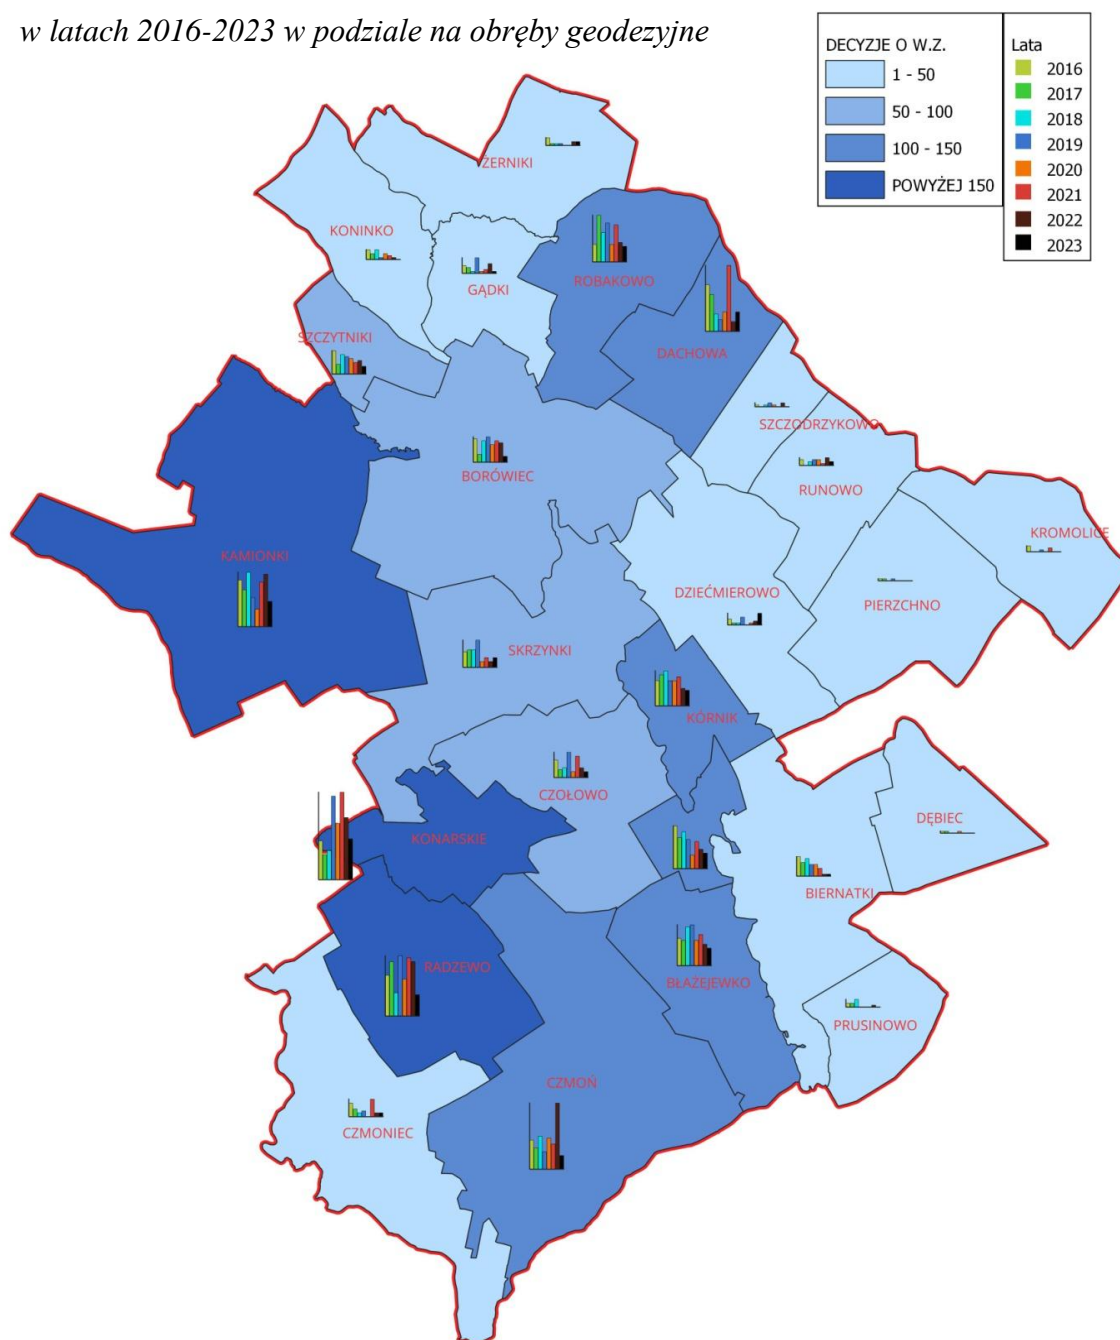 w latach 2016-2023 w podziale na obręby geodezyjne
DECYZJE O W.Z.
1 - 50
50 - 100
100 - 150
POWYŻEJ 150
Lata
2016
2017
2018
2019
2020
2021
2022
2023
ŻERNIKI
KONINKO
GĄDKI
ROBAKOWO
SZCZYTNIKI
DACHOWA
SZCZODRZYKOWO
BORÓWIEC
RUNOWO
KROMOLICE
KAMIONKI
DZIEĆMIEROWO
PIERZCHNO
SKRZYNKI
KÓRNIK
CZOŁOWO
DĘBIEC
KONARSKIE
BIERNATKI
RADZEWO
BŁAŻEJEWKO
PRUSINOWO
CZMOŃ
CZMONIEC